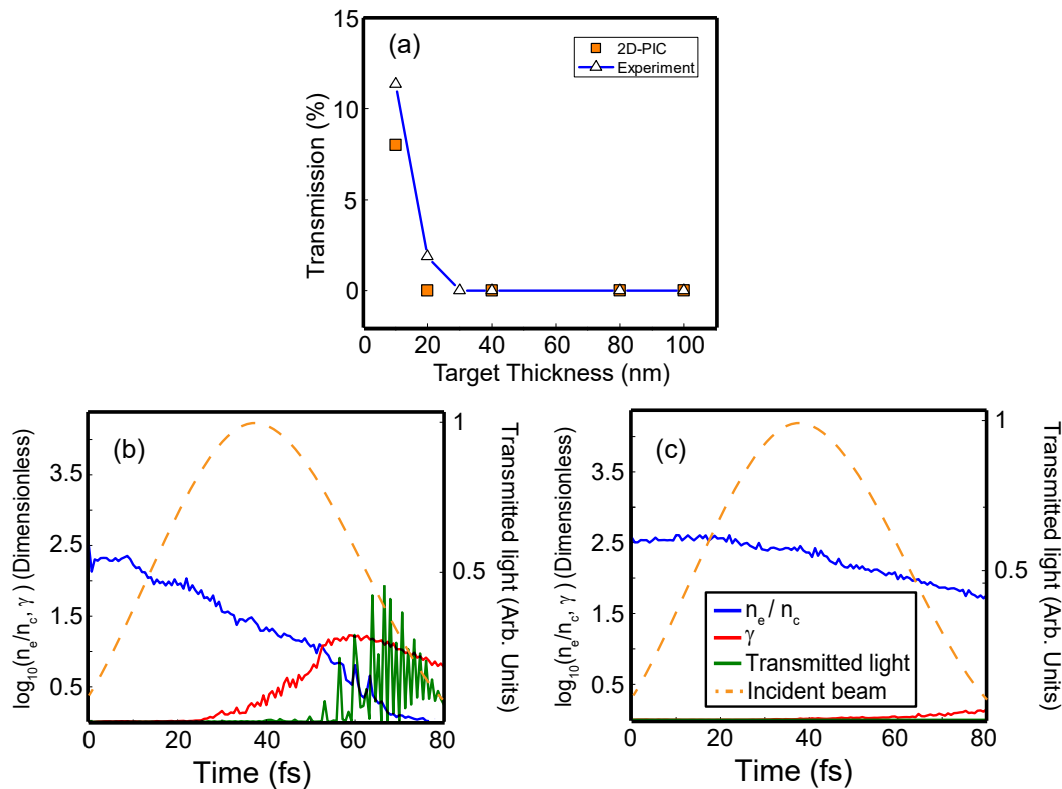 (a)
2D-PIC
Experiment
15
10
5
0
Transmission (%)
0 20 40 60 80 100
Target Thickness (nm)
(b)
log10(ne/nc, γ ) (Dimensionless)
3.5
2.5
1.5
0.5
1
0.5
Transmitted light (Arb. Units)
0 20 40 60 80
Time (fs)
(c)
log10(ne/nc, γ ) (Dimensionless)
3.5
2.5
1.5
0.5
1
0.5
Transmitted light (Arb. Units)
ne / nc
γ
Transmitted light
Incident beam
0 20 40 60 80
Time (fs)